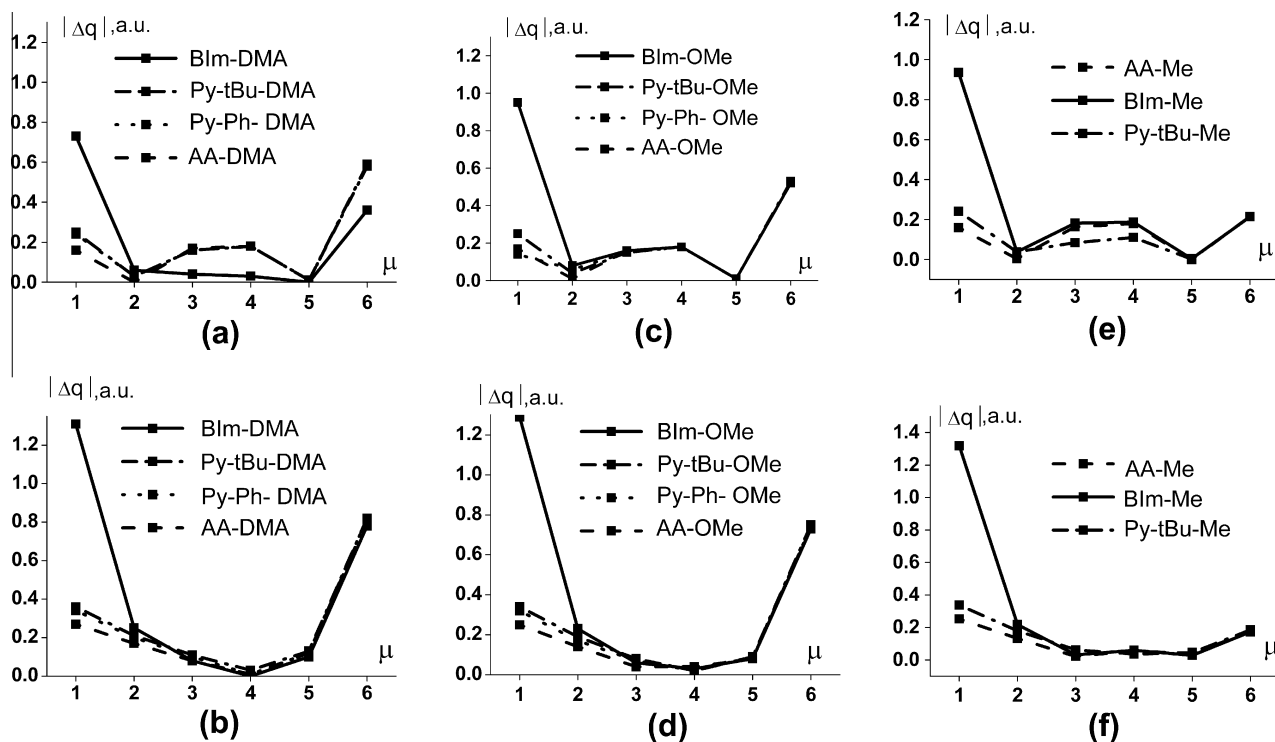 |Δq|,a.u.
1.2
1.0
0.8
0.6
0.4
0.2
0.0
BIm-DMA
Py-tBu-DMA
Py-Ph- DMA
AA-DMA
μ
1 2 3 4 5 6
(a)
|Δq|,a.u.
1.2
1.0
0.8
0.6
0.4
0.2
0.0
BIm-OMe
Py-tBu-OMe
Py-Ph- OMe
AA-OMe
μ
1 2 3 4 5 6
(c)
|Δq|,a.u.
1.2
1.0
0.8
0.6
0.4
0.2
0.0
AA-Me
BIm-Me
Py-tBu-Me
μ
1 2 3 4 5 6
(e)
|Δq|,a.u.
1.2
1.0
0.8
0.6
0.4
0.2
0.0
BIm-DMA
Py-tBu-DMA
Py-Ph- DMA
AA-DMA
μ
1 2 3 4 5 6
(b)
|Δq|,a.u.
1.2
1.0
0.8
0.6
0.4
0.2
0.0
BIm-OMe
Py-tBu-OMe
Py-Ph- OMe
AA-OMe
μ
1 2 3 4 5 6
(d)
|Δq|,a.u.
1.4
1.2
1.0
0.8
0.6
0.4
0.2
0.0
AA-Me
BIm-Me
Py-tBu-Me
μ
1 2 3 4 5 6
(f)